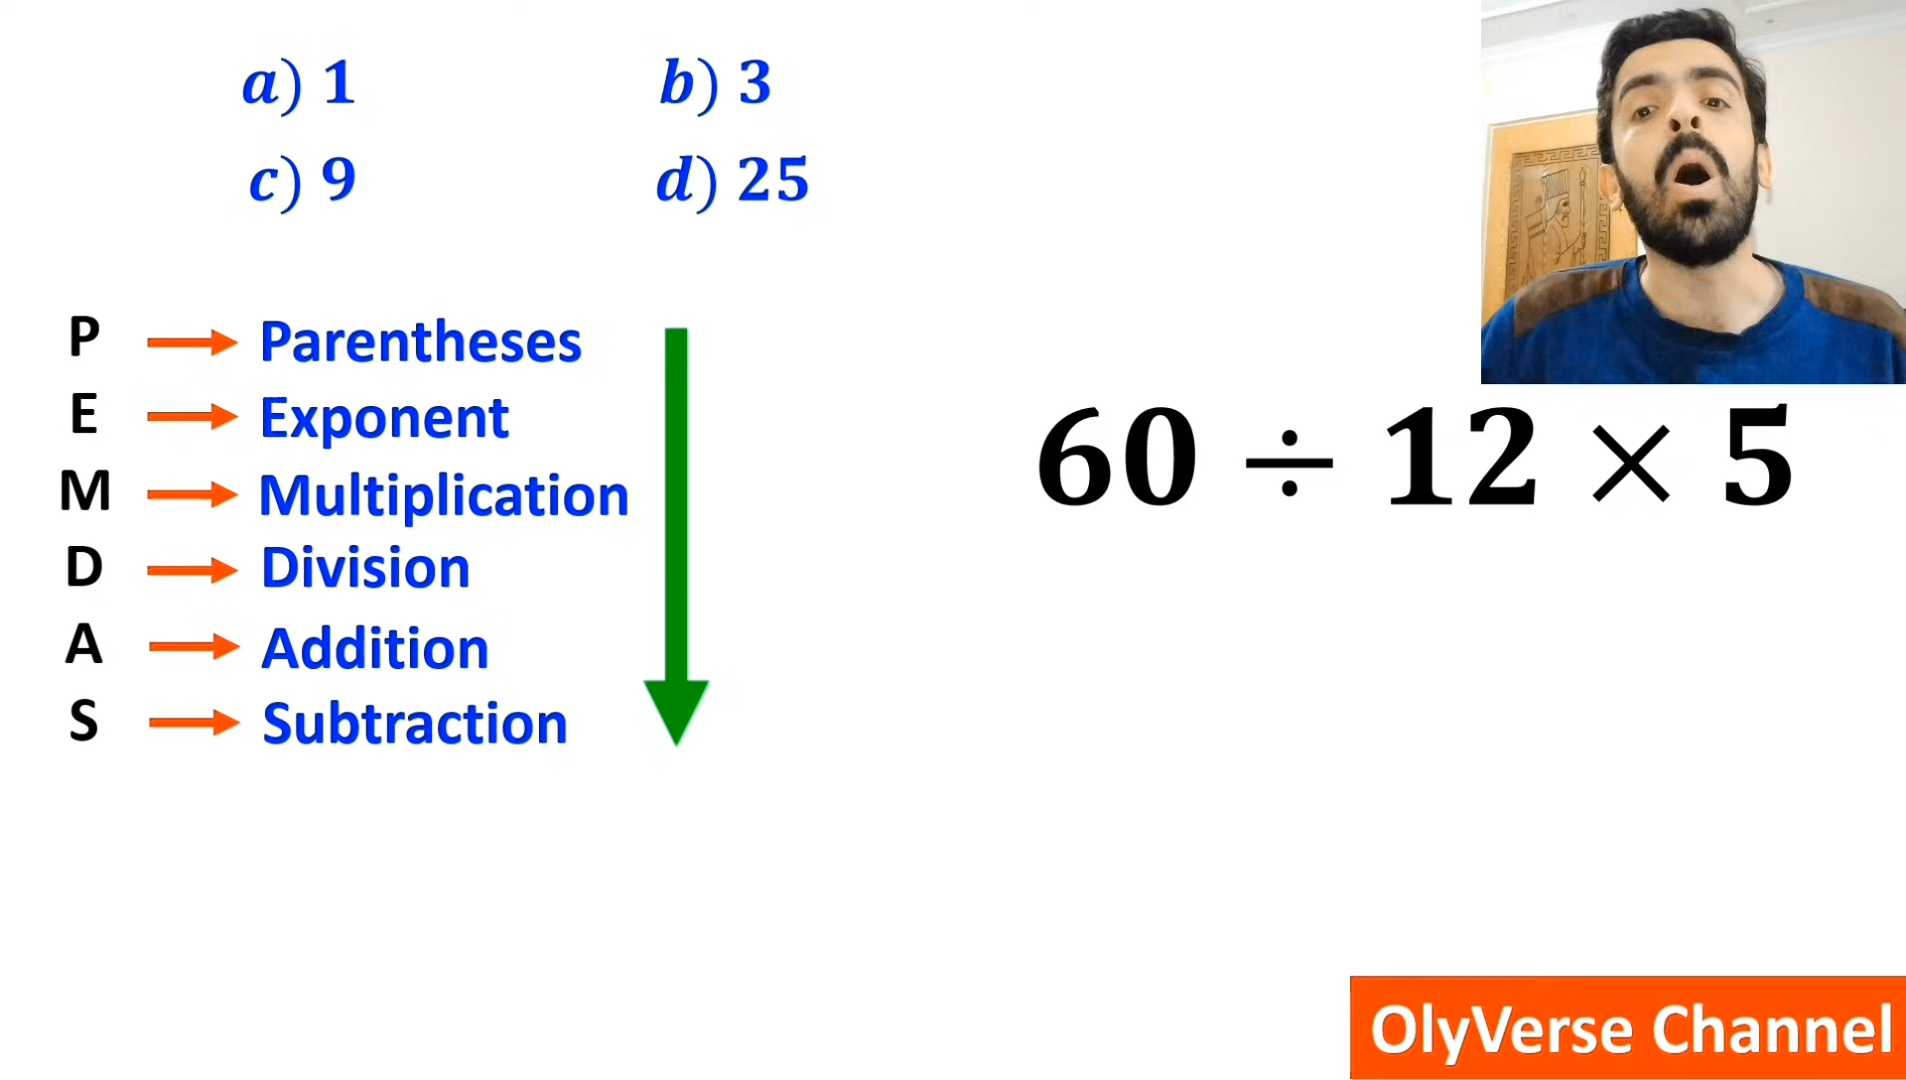 a) 1 b) 3
c) 9 d) 25
P Parentheses
E Exponent
M Multiplication
D Division
A Addition
S Subtraction
60 ÷ 12 × 5
OlyVerse Channel